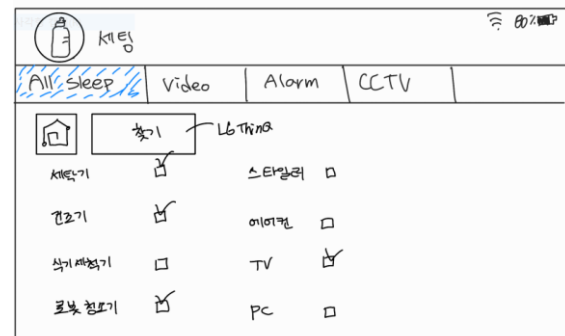 세팅
80%
All Sleep
Video
Alarm
CCTV
찾기
LG ThinQ
세탁기
스타일러
건조기
에어컨
식기세척기
TV
로봇청소기
PC